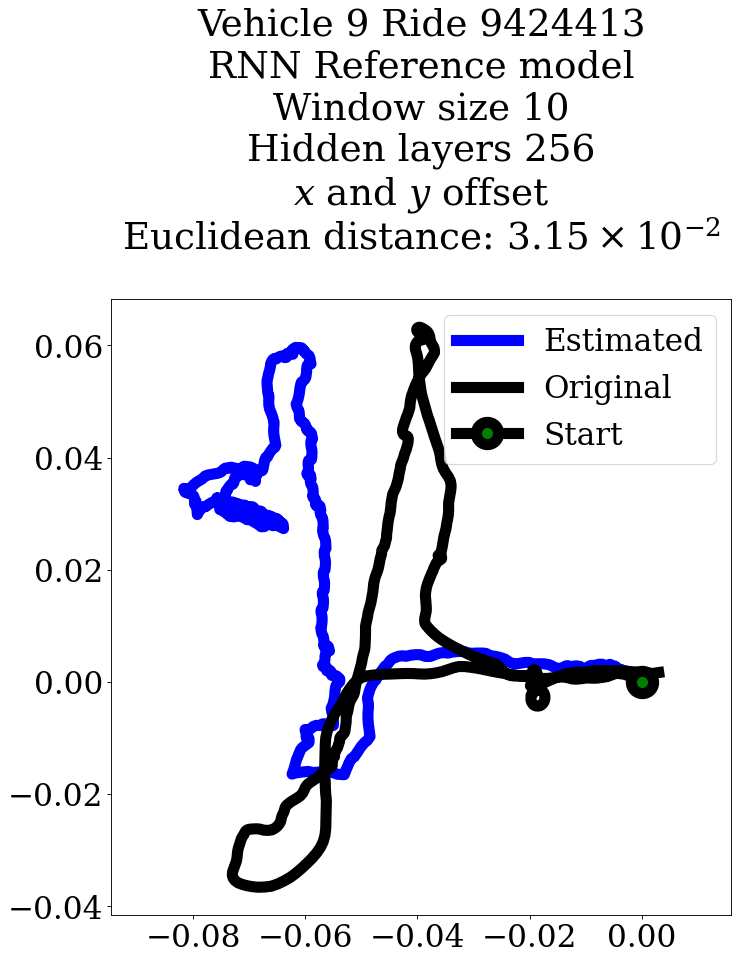 Vehicle 9 Ride 9424413
RNN Reference model
Window size 10
Hidden layers 256
x and y offset
Euclidean distance: 3.15 × 10⁻²
Estimated
Original
Start
0.06
0.04
0.02
0.00
−0.02
−0.04
−0.08 −0.06 −0.04 −0.02 0.00